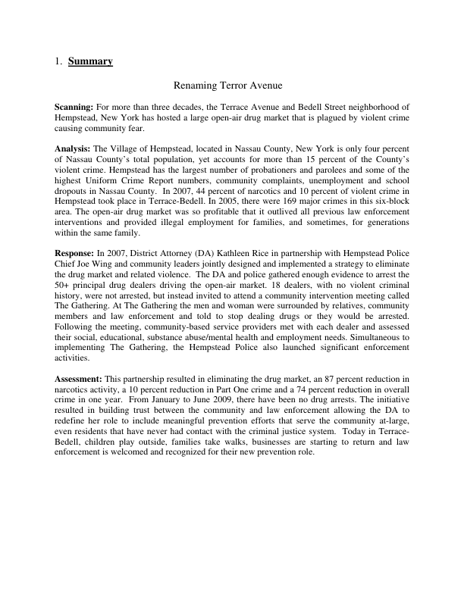 1. Summary
Renaming Terror Avenue
Scanning: For more than three decades, the Terrace Avenue and Bedell Street neighborhood of
Hempstead, New York has hosted a large open-air drug market that is plagued by violent crime
causing community fear.
Analysis: The Village of Hempstead, located in Nassau County, New York is only four percent
of Nassau County's total population, yet accounts for more than 15 percent of the County's
violent crime. Hempstead has the largest number of probationers and parolees and some of the
highest Uniform Crime Report numbers, community complaints, unemployment and school
dropouts in Nassau County. In 2007, 44 percent of narcotics and 10 percent of violent crime in
Hempstead took place in Terrace-Bedell. In 2005, there were 169 major crimes in this six-block
area. The open-air drug market was so profitable that it outlived all previous law enforcement
interventions and provided illegal employment for families, and sometimes, for generations
within the same family.
Response: In 2007, District Attorney (DA) Kathleen Rice in partnership with Hempstead Police
Chief Joe Wing and community leaders jointly designed and implemented a strategy to eliminate
the drug market and related violence. The DA and police gathered enough evidence to arrest the
50+ principal drug dealers driving the open-air market. 18 dealers, with no violent criminal
history, were not arrested, but instead invited to attend a community intervention meeting called
The Gathering. At The Gathering the men and women were surrounded by relatives, community
members and law enforcement and told to stop dealing drugs or they would be arrested.
Following the meeting, community-based service providers met with each dealer and assessed
their social, educational, substance abuse/mental health and employment needs. Simultaneous to
implementing The Gathering, the Hempstead Police also launched significant enforcement
activities.
Assessment: This partnership resulted in eliminating the drug market, an 87 percent reduction in
narcotics activity, a 10 percent reduction in Part One crime and a 74 percent reduction in overall
crime in one year. From January to June 2009, there have been no drug arrests. The initiative
resulted in building trust between the community and law enforcement allowing the DA to
redefine her role to include meaningful prevention efforts that serve the community at-large,
even residents that have never had contact with the criminal justice system. Today in Terrace-
Bedell, children play outside, families take walks, businesses are starting to return and law
enforcement is welcomed and recognized for their new prevention role.